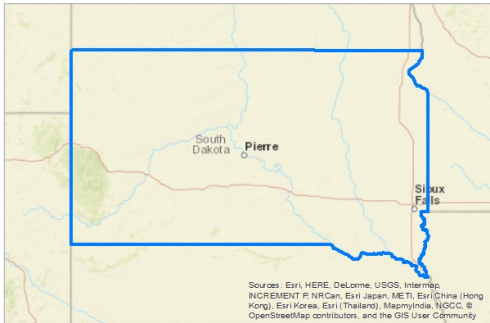 South
Dakota
Pierre
Sioux
Falls
Sources: Esri, HERE, DeLorme, USGS, Intermap,
INCREMENT P, NRCan, Esri Japan, METI, Esri China (Hong
Kong), Esri Korea, Esri (Thailand), MapmyIndia, NGCC, ©
OpenStreetMap contributors, and the GIS User Community